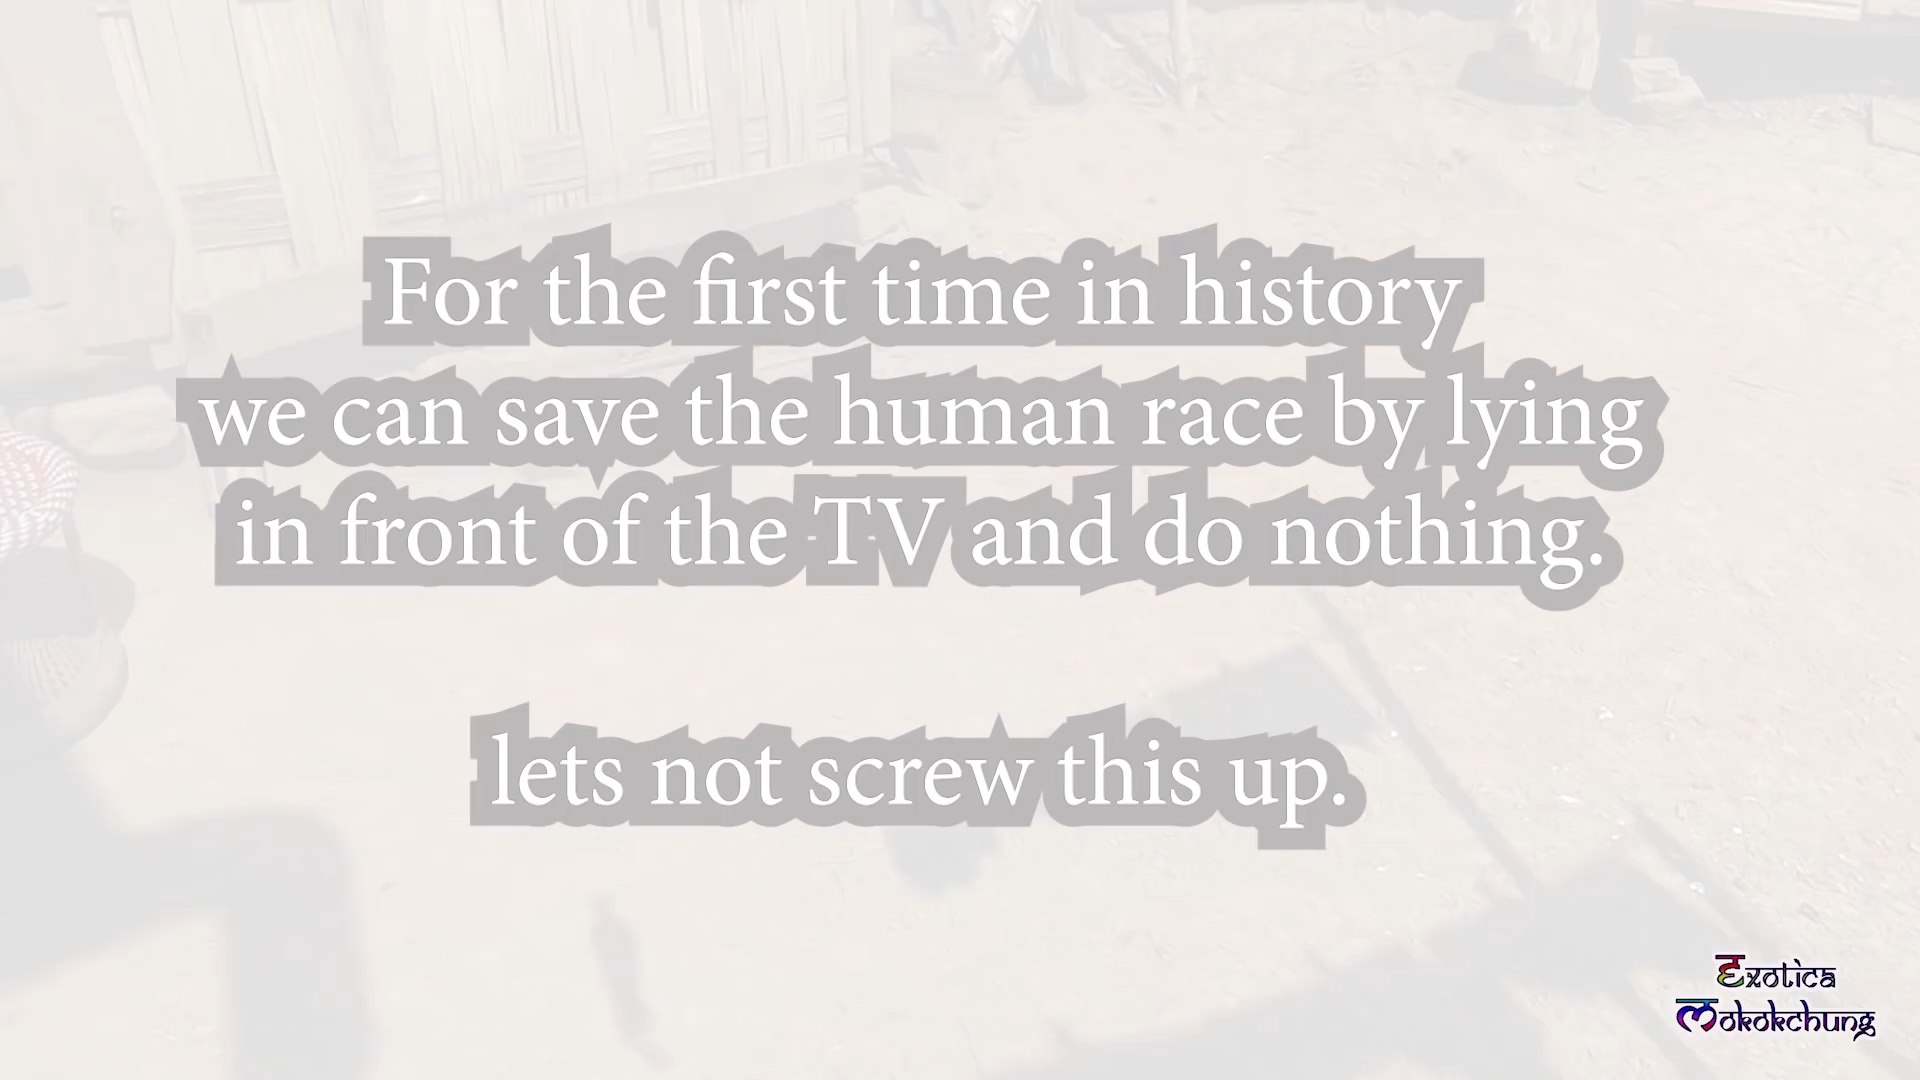 For the first time in history
we can save the human race by lying
in front of the TV and do nothing.
lets not screw this up.
Exotica
Mokokchung